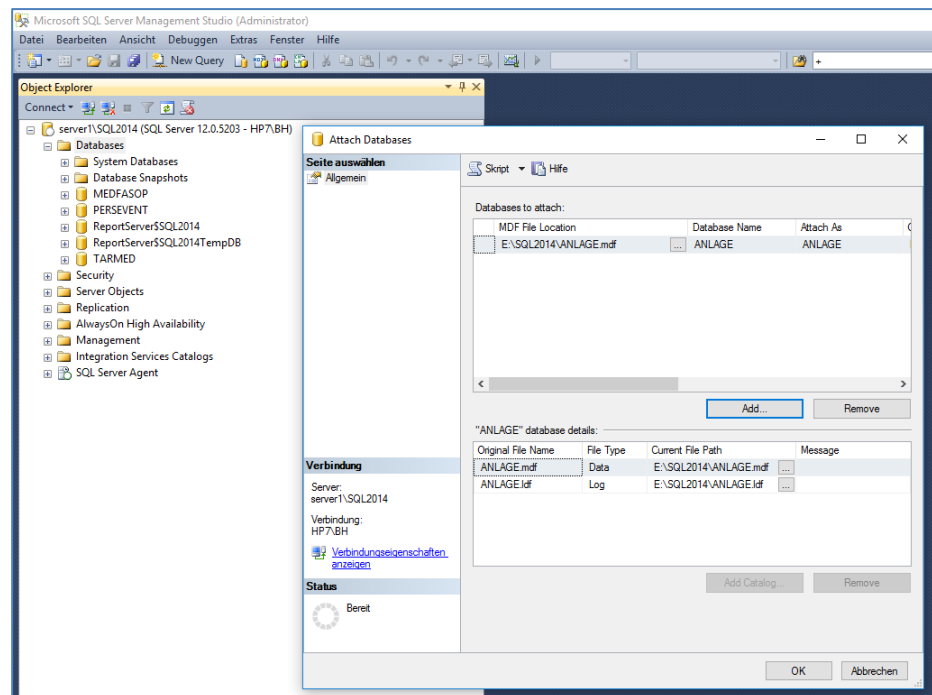 Microsoft SQL Server Management Studio (Administrator)
Datei Bearbeiten Ansicht Debuggen Extras Fenster Hilfe
New Query
Object Explorer
Connect
server1\SQL2014 (SQL Server 12.0.5203 - HP7\BH)
Databases
System Databases
Database Snapshots
MEDFASOP
PERSEVENT
ReportServer$SQL2014
ReportServer$SQL2014TempDB
TARMED
Security
Server Objects
Replication
AlwaysOn High Availability
Management
Integration Services Catalogs
SQL Server Agent
Attach Databases
Seite auswählen
Allgemein
Verbindung
Server:
server1\SQL2014
Verbindung:
HP7\BH
Verbindungseigenschaften
anzeigen
Status
Bereit
Skript Hilfe
Databases to attach:
MDF File Location Database Name Attach As
E:\SQL2014\ANLAGE.mdf ... ANLAGE ANLAGE
Add... Remove
"ANLAGE" database details:
Original File Name File Type Current File Path Message
ANLAGE.mdf Data E:\SQL2014\ANLAGE.mdf ...
ANLAGE.ldf Log E:\SQL2014\ANLAGE.ldf ...
Add Catalog... Remove
OK Abbrechen